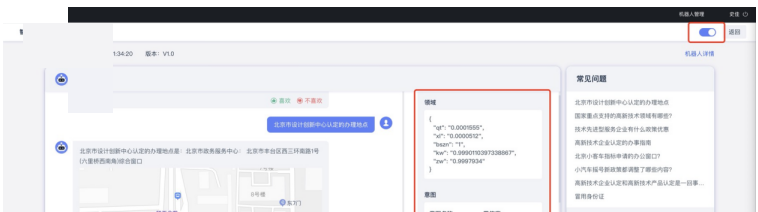 机器人管理
返回
1:34:20 版本: V1.0
机器人详情
喜欢 不喜欢
北京市设计创新中心认定的办理地点
北京市设计创新中心认定的办理地点是: 北京市政务服务中心: 北京市丰台区西三环南路1号
(六里桥西南角)综合窗口
9号楼
东7门
领域
{
"qt": "0.0001555",
"xl": "0.0000512",
"bszn": "1",
"kw": "0.9990110397338867",
"zw": "0.9997934"
}
意图
常见问题
北京市设计创新中心认定的办理地点
国家重点支持的高新技术领域有哪些?
技术先进型服务企业有什么政策优惠
高新技术企业认定的办事指南
北京小客车指标申请的办公窗口?
小汽车摇号新政策都调整了哪些内容?
高新技术企业认定和高新技术产品认定是一回事...
冒用身份证